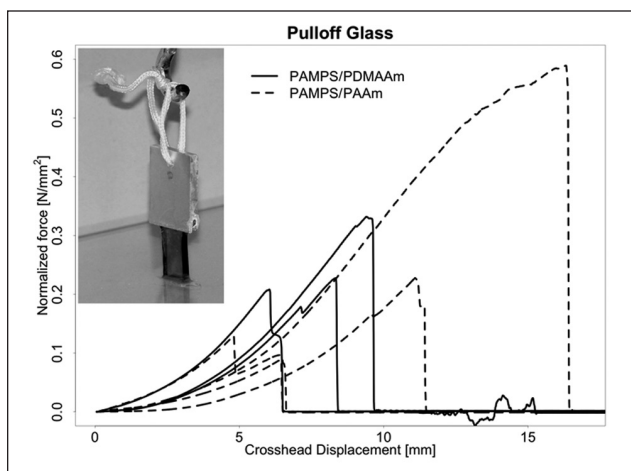 Pulloff Glass
PAMPS/PDMAAm
PAMPS/PAAm
Normalized force [N/mm²]
0.6
0.5
0.4
0.3
0.2
0.1
0.0
0
5
10
15
Crosshead Displacement [mm]